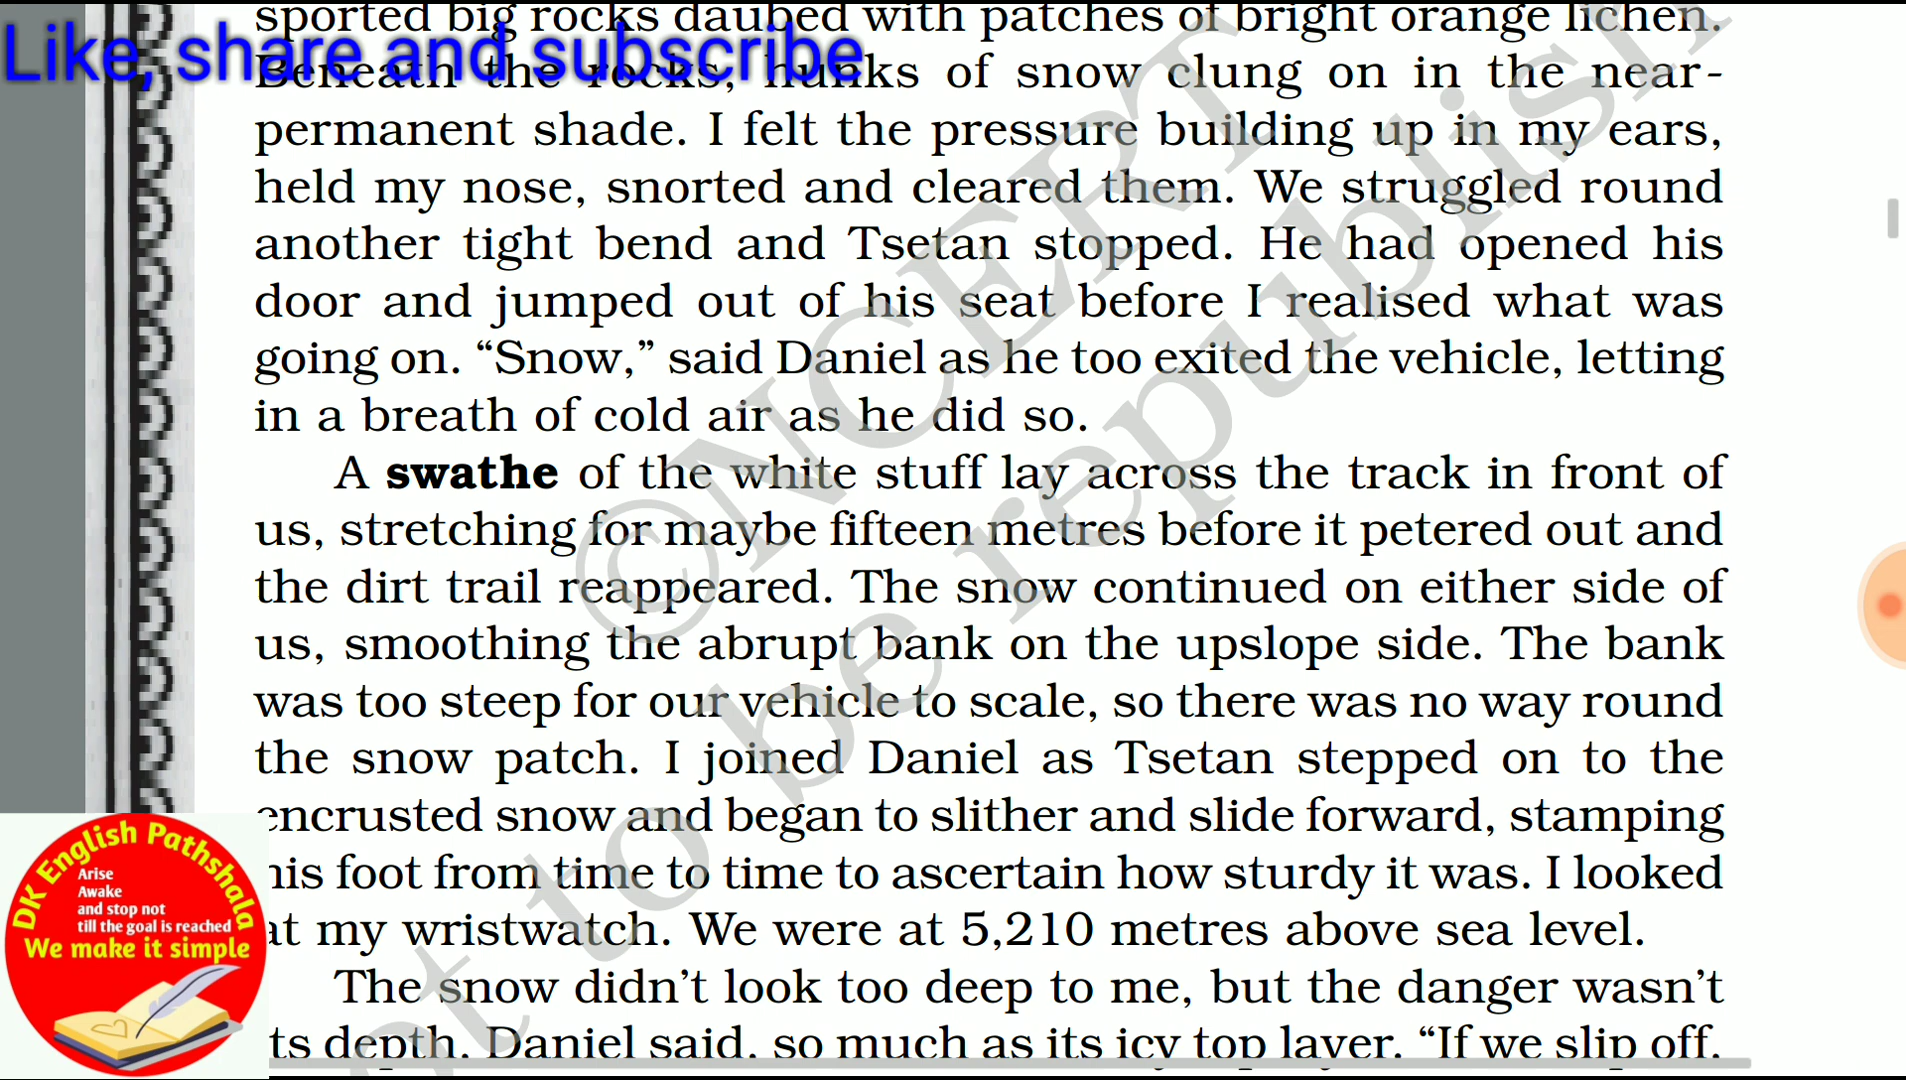 sported big rocks daubed with patches of bright orange lichen.
Like, share and subscribe
Beneath the rocks, hunks of snow clung on in the near-
permanent shade. I felt the pressure building up in my ears,
held my nose, snorted and cleared them. We struggled round
another tight bend and Tsetan stopped. He had opened his
door and jumped out of his seat before I realised what was
going on. “Snow,” said Daniel as he too exited the vehicle, letting
in a breath of cold air as he did so.
A swathe of the white stuff lay across the track in front of
us, stretching for maybe fifteen metres before it petered out and
the dirt trail reappeared. The snow continued on either side of
us, smoothing the abrupt bank on the upslope side. The bank
was too steep for our vehicle to scale, so there was no way round
the snow patch. I joined Daniel as Tsetan stepped on to the
encrusted snow and began to slither and slide forward, stamping
his foot from time to time to ascertain how sturdy it was. I looked
at my wristwatch. We were at 5,210 metres above sea level.
The snow didn’t look too deep to me, but the danger wasn’t
its depth, Daniel said, so much as its icy top layer. “If we slip off,
©NCERT
not to be republish
DK English Pathshala
Arise
Awake
and stop not
till the goal is reached
We make it simple